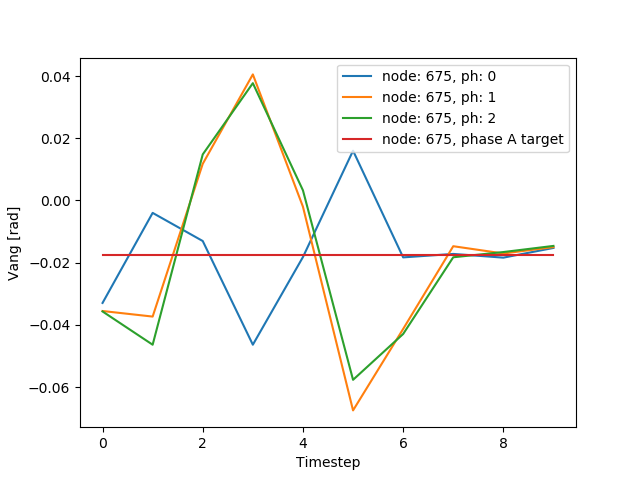 0.04
0.02
0.00
−0.02
−0.04
−0.06
Vang [rad]
node: 675, ph: 0
node: 675, ph: 1
node: 675, ph: 2
node: 675, phase A target
0 2 4 6 8
Timestep